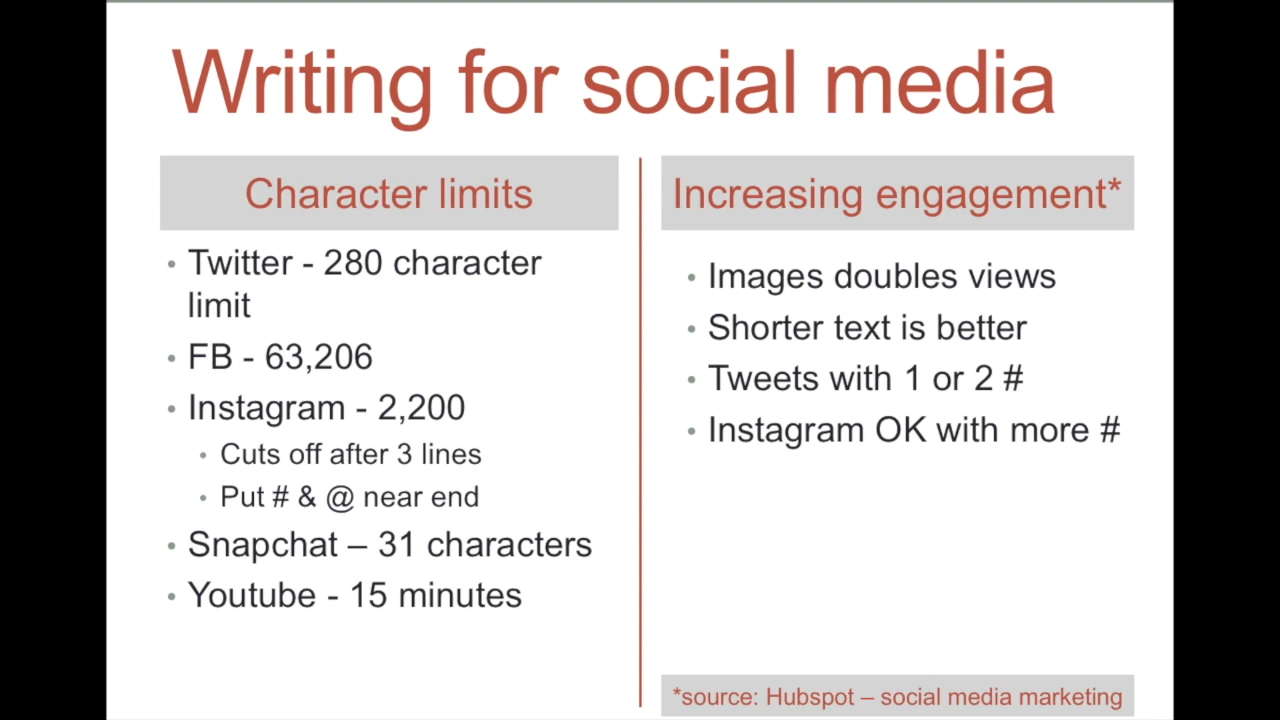 Writing for social media
Character limits
• Twitter - 280 character
limit
• FB - 63,206
• Instagram - 2,200
• Cuts off after 3 lines
• Put # & @ near end
• Snapchat – 31 characters
• Youtube - 15 minutes
Increasing engagement*
• Images doubles views
• Shorter text is better
• Tweets with 1 or 2 #
• Instagram OK with more #
*source: Hubspot – social media marketing